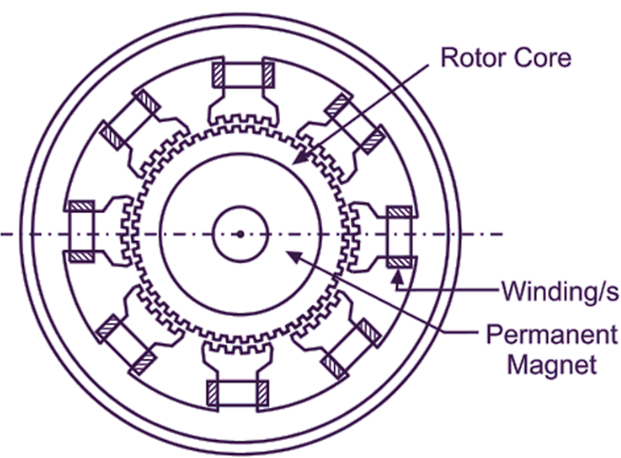 Rotor Core
Winding/s
Permanent
Magnet